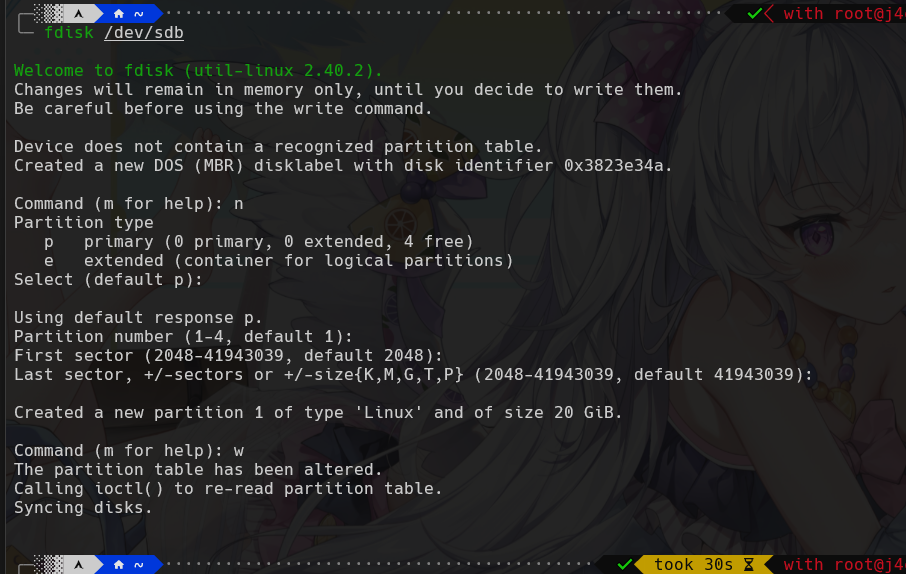 ~ with root@j4
fdisk /dev/sdb
Welcome to fdisk (util-linux 2.40.2).
Changes will remain in memory only, until you decide to write them.
Be careful before using the write command.
Device does not contain a recognized partition table.
Created a new DOS (MBR) disklabel with disk identifier 0x3823e34a.
Command (m for help): n
Partition type
p   primary (0 primary, 0 extended, 4 free)
e   extended (container for logical partitions)
Select (default p):
Using default response p.
Partition number (1-4, default 1):
First sector (2048-41943039, default 2048):
Last sector, +/-sectors or +/-size{K,M,G,T,P} (2048-41943039, default 41943039):
Created a new partition 1 of type 'Linux' and of size 20 GiB.
Command (m for help): w
The partition table has been altered.
Calling ioctl() to re-read partition table.
Syncing disks.
~ took 30s with root@j4